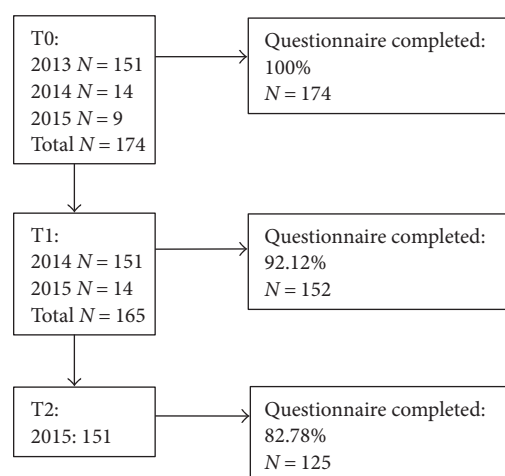 T0:
2013 N = 151
2014 N = 14
2015 N = 9
Total N = 174
Questionnaire completed:
100%
N = 174
T1:
2014 N = 151
2015 N = 14
Total N = 165
Questionnaire completed:
92.12%
N = 152
T2:
2015: 151
Questionnaire completed:
82.78%
N = 125